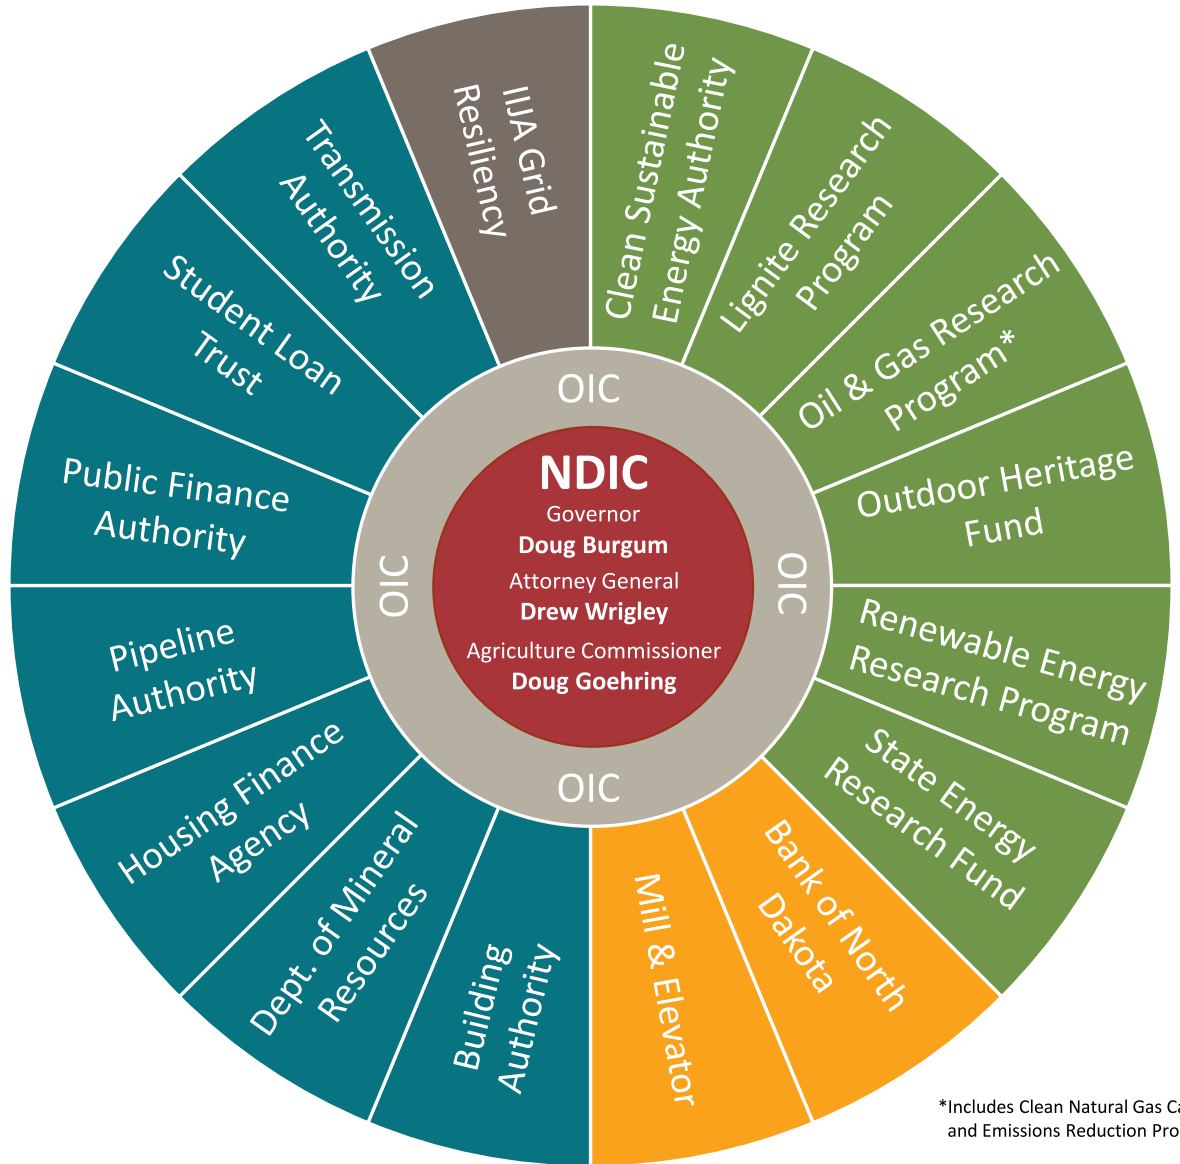 IIJA Grid
Resiliency
Clean Sustainable
Energy Authority
Lignite Research
Program
Oil & Gas Research
Program*
Outdoor Heritage
Fund
Renewable Energy
Research Program
State Energy
Research Fund
Bank of North
Dakota
Mill & Elevator
Building
Authority
Dept. of Mineral
Resources
Housing Finance
Agency
Pipeline
Authority
Public Finance
Authority
Student Loan
Trust
Transmission
Authority
OIC
OIC
OIC
OIC
NDIC
Governor
Doug Burgum
Attorney General
Drew Wrigley
Agriculture Commissioner
Doug Goehring
*Includes Clean Natural Gas
and Emissions Reduction